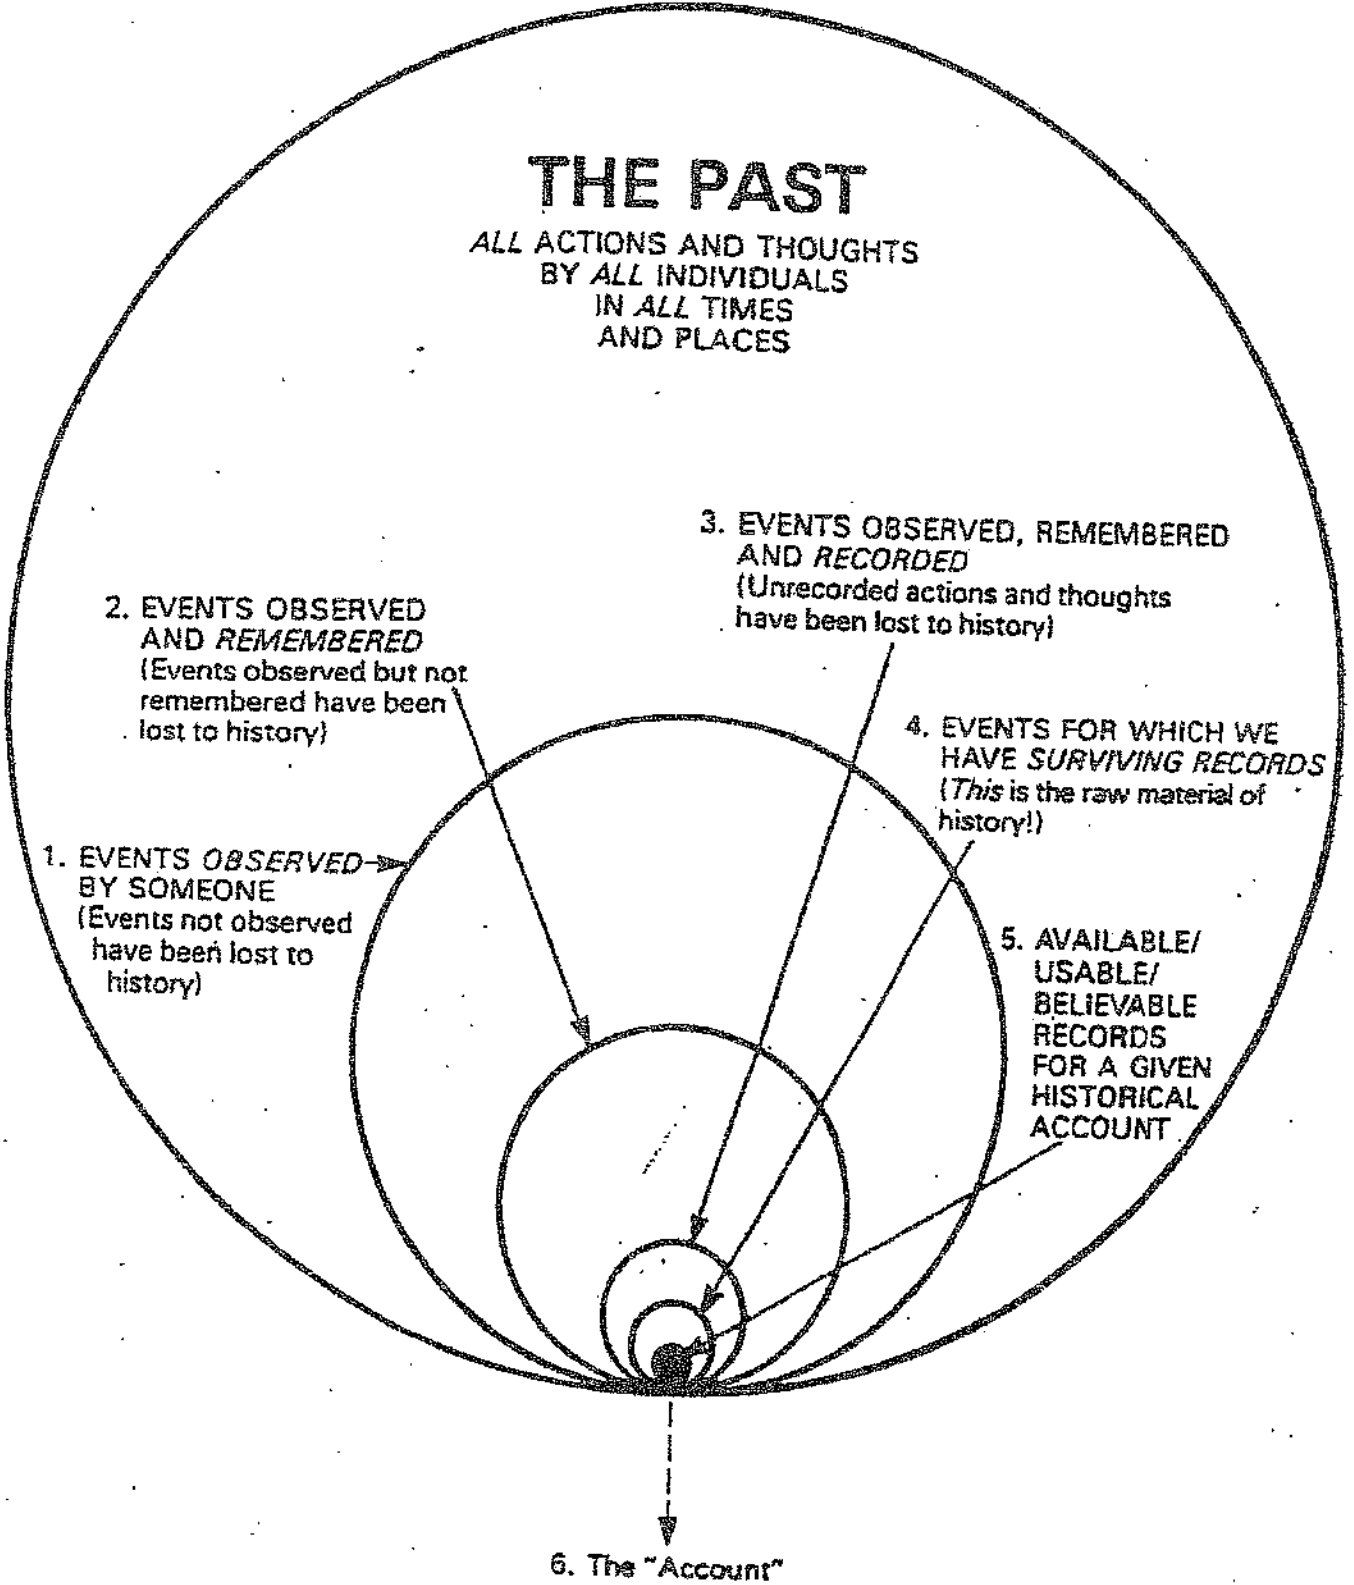 THE PAST
ALL ACTIONS AND THOUGHTS
BY ALL INDIVIDUALS
IN ALL TIMES
AND PLACES
3. EVENTS OBSERVED, REMEMBERED
AND RECORDED
(Unrecorded actions and thoughts
have been lost to history)
2. EVENTS OBSERVED
AND REMEMBERED
(Events observed but not
remembered have been
lost to history)
4. EVENTS FOR WHICH WE
HAVE SURVIVING RECORDS
(This is the raw material of
history!)
1. EVENTS OBSERVED
BY SOMEONE
(Events not observed
have been lost to
history)
5. AVAILABLE/
USABLE/
BELIEVABLE
RECORDS
FOR A GIVEN
HISTORICAL
ACCOUNT
6. The "Account"